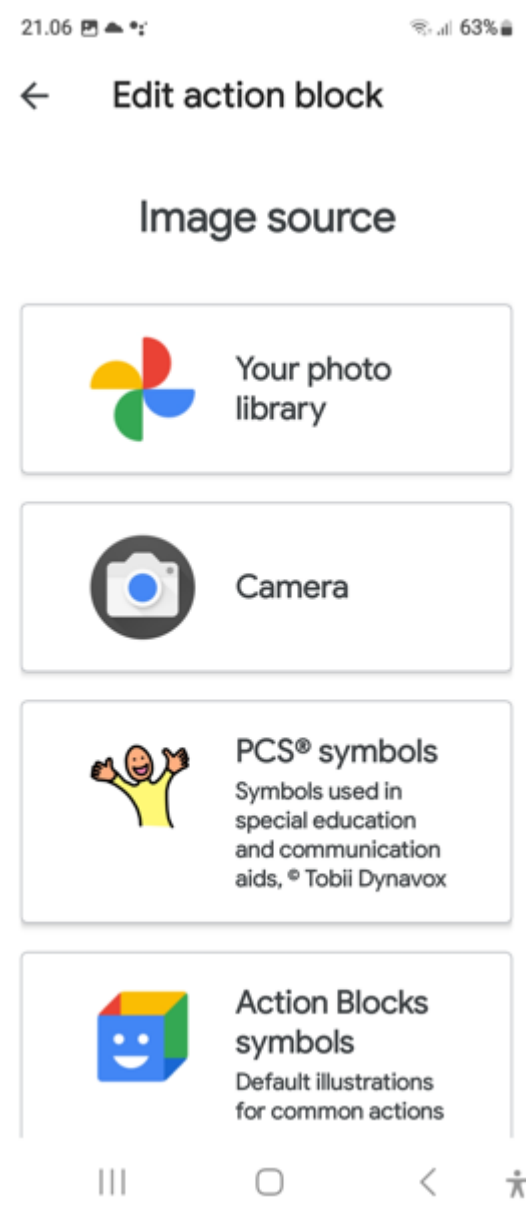 21.06 63%
Edit action block
Image source
Your photo
library
Camera
PCS® symbols
Symbols used in
special education
and communication
aids, © Tobii Dynavox
Action Blocks
symbols
Default illustrations
for common actions